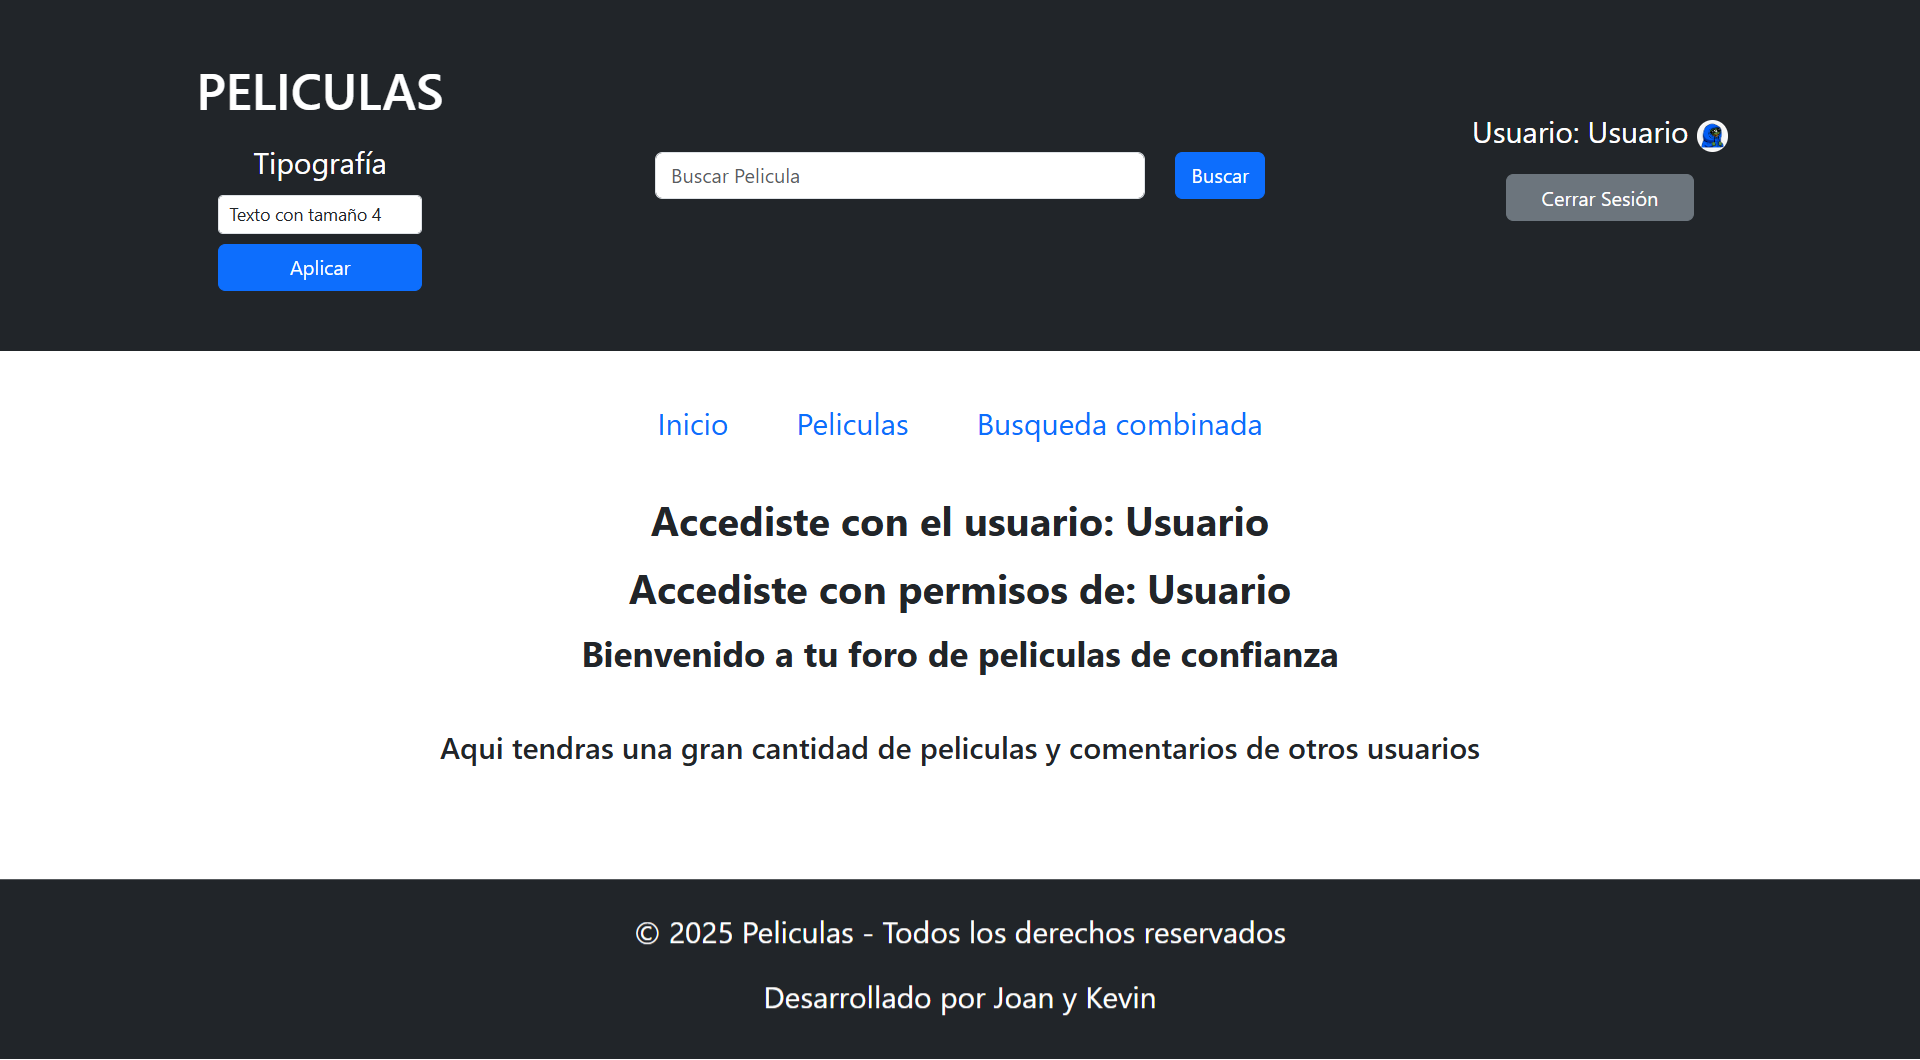 PELICULAS
Tipografía
Texto con tamaño 4
Aplicar
Buscar Pelicula
Buscar
Usuario: Usuario
Cerrar Sesión
Inicio
Peliculas
Busqueda combinada
Accediste con el usuario: Usuario
Accediste con permisos de: Usuario
Bienvenido a tu foro de peliculas de confianza
Aqui tendras una gran cantidad de peliculas y comentarios de otros usuarios
© 2025 Peliculas - Todos los derechos reservados
Desarrollado por Joan y Kevin